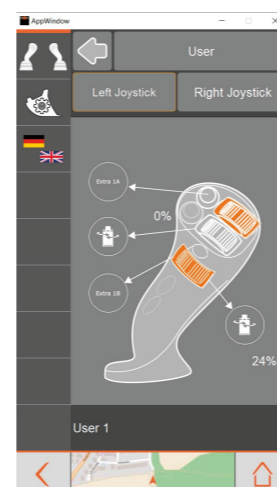 AppWindow
User
Left Joystick
Right Joystick
Extra 1A
0%
Extra 1B
24%
User 1